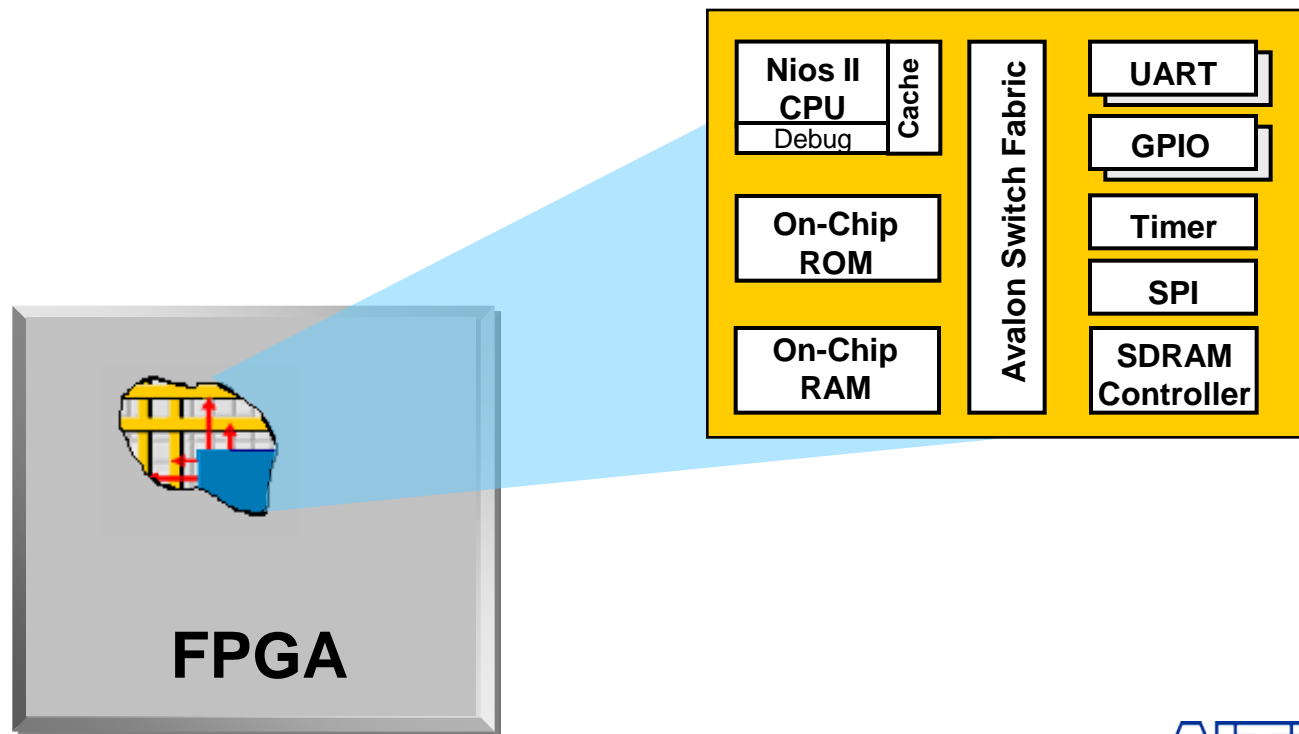 Nios II
CPU
Debug
Cache
On-Chip
ROM
On-Chip
RAM
Avalon Switch Fabric
UART
GPIO
Timer
SPI
SDRAM
Controller
FPGA